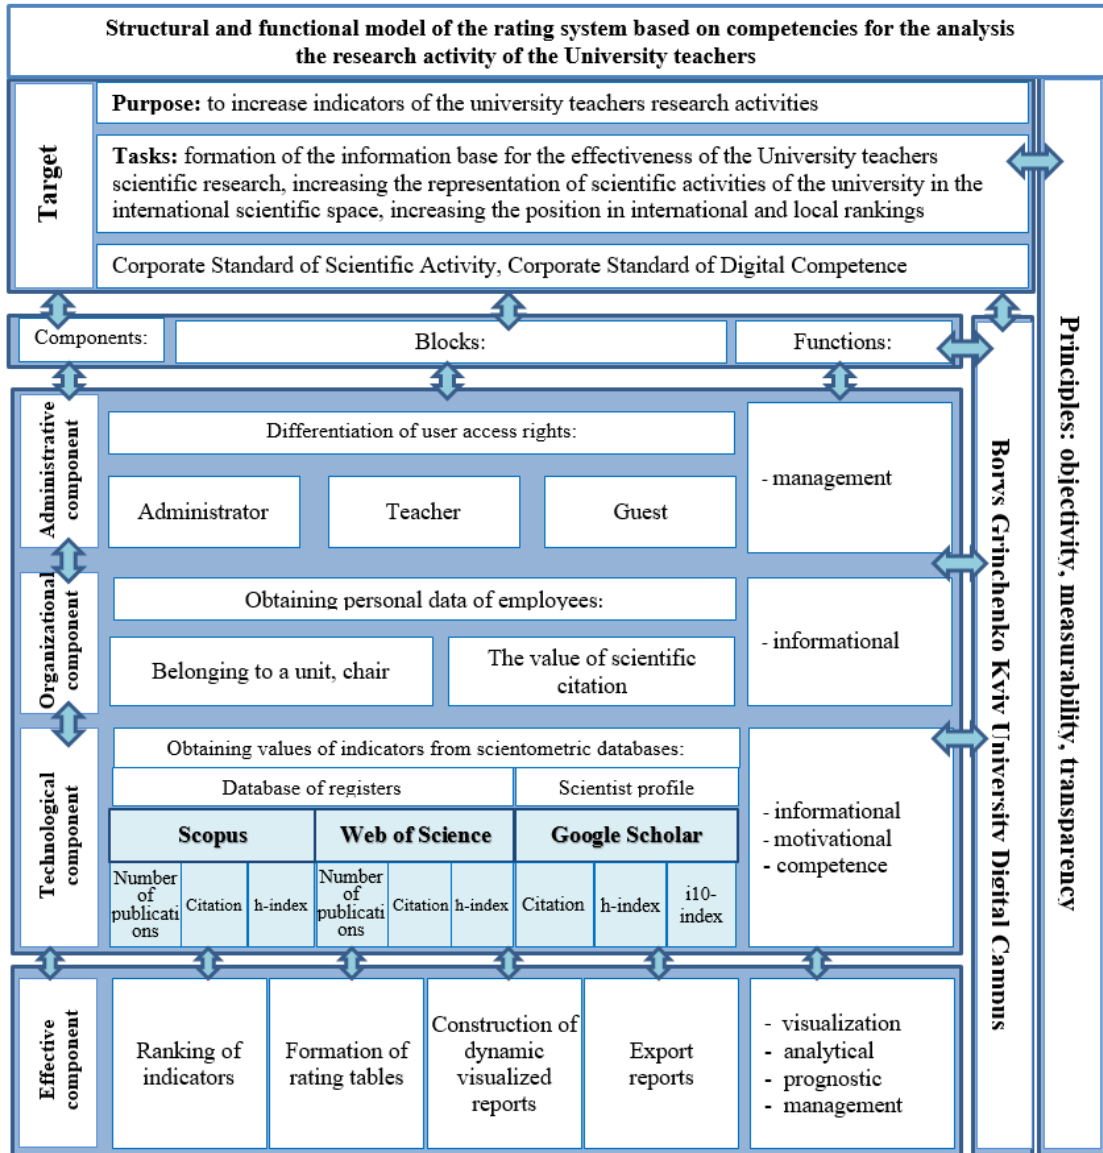 Structural and functional model of the rating system based on competencies for the analysis
the research activity of the University teachers
Target
Purpose: to increase indicators of the university teachers research activities
Tasks: formation of the information base for the effectiveness of the University teachers
scientific research, increasing the representation of scientific activities of the university in the
international scientific space, increasing the position in international and local rankings
Corporate Standard of Scientific Activity, Corporate Standard of Digital Competence
Principles: objectivity, measurability, transparency
Components:
Blocks:
Functions:
Borys Grinchenko Kyiv University Digital Campus
Administrative
component
Differentiation of user access rights:
Administrator
Teacher
Guest
- management
Organizational
component
Obtaining personal data of employees:
Belonging to a unit, chair
The value of scientific
citation
- informational
Technological
component
Obtaining values of indicators from scientometric databases:
Database of registers
Scientist profile
Scopus
Web of Science
Google Scholar
Number
of
publicati
ons
Citation
h-index
Number
of
publicati
ons
Citation
h-index
Citation
h-index
i10-
index
- informational
- motivational
- competence
Effective
component
Ranking of
indicators
Formation of
rating tables
Construction of
dynamic
visualized
reports
Export
reports
- visualization
- analytical
- prognostic
- management